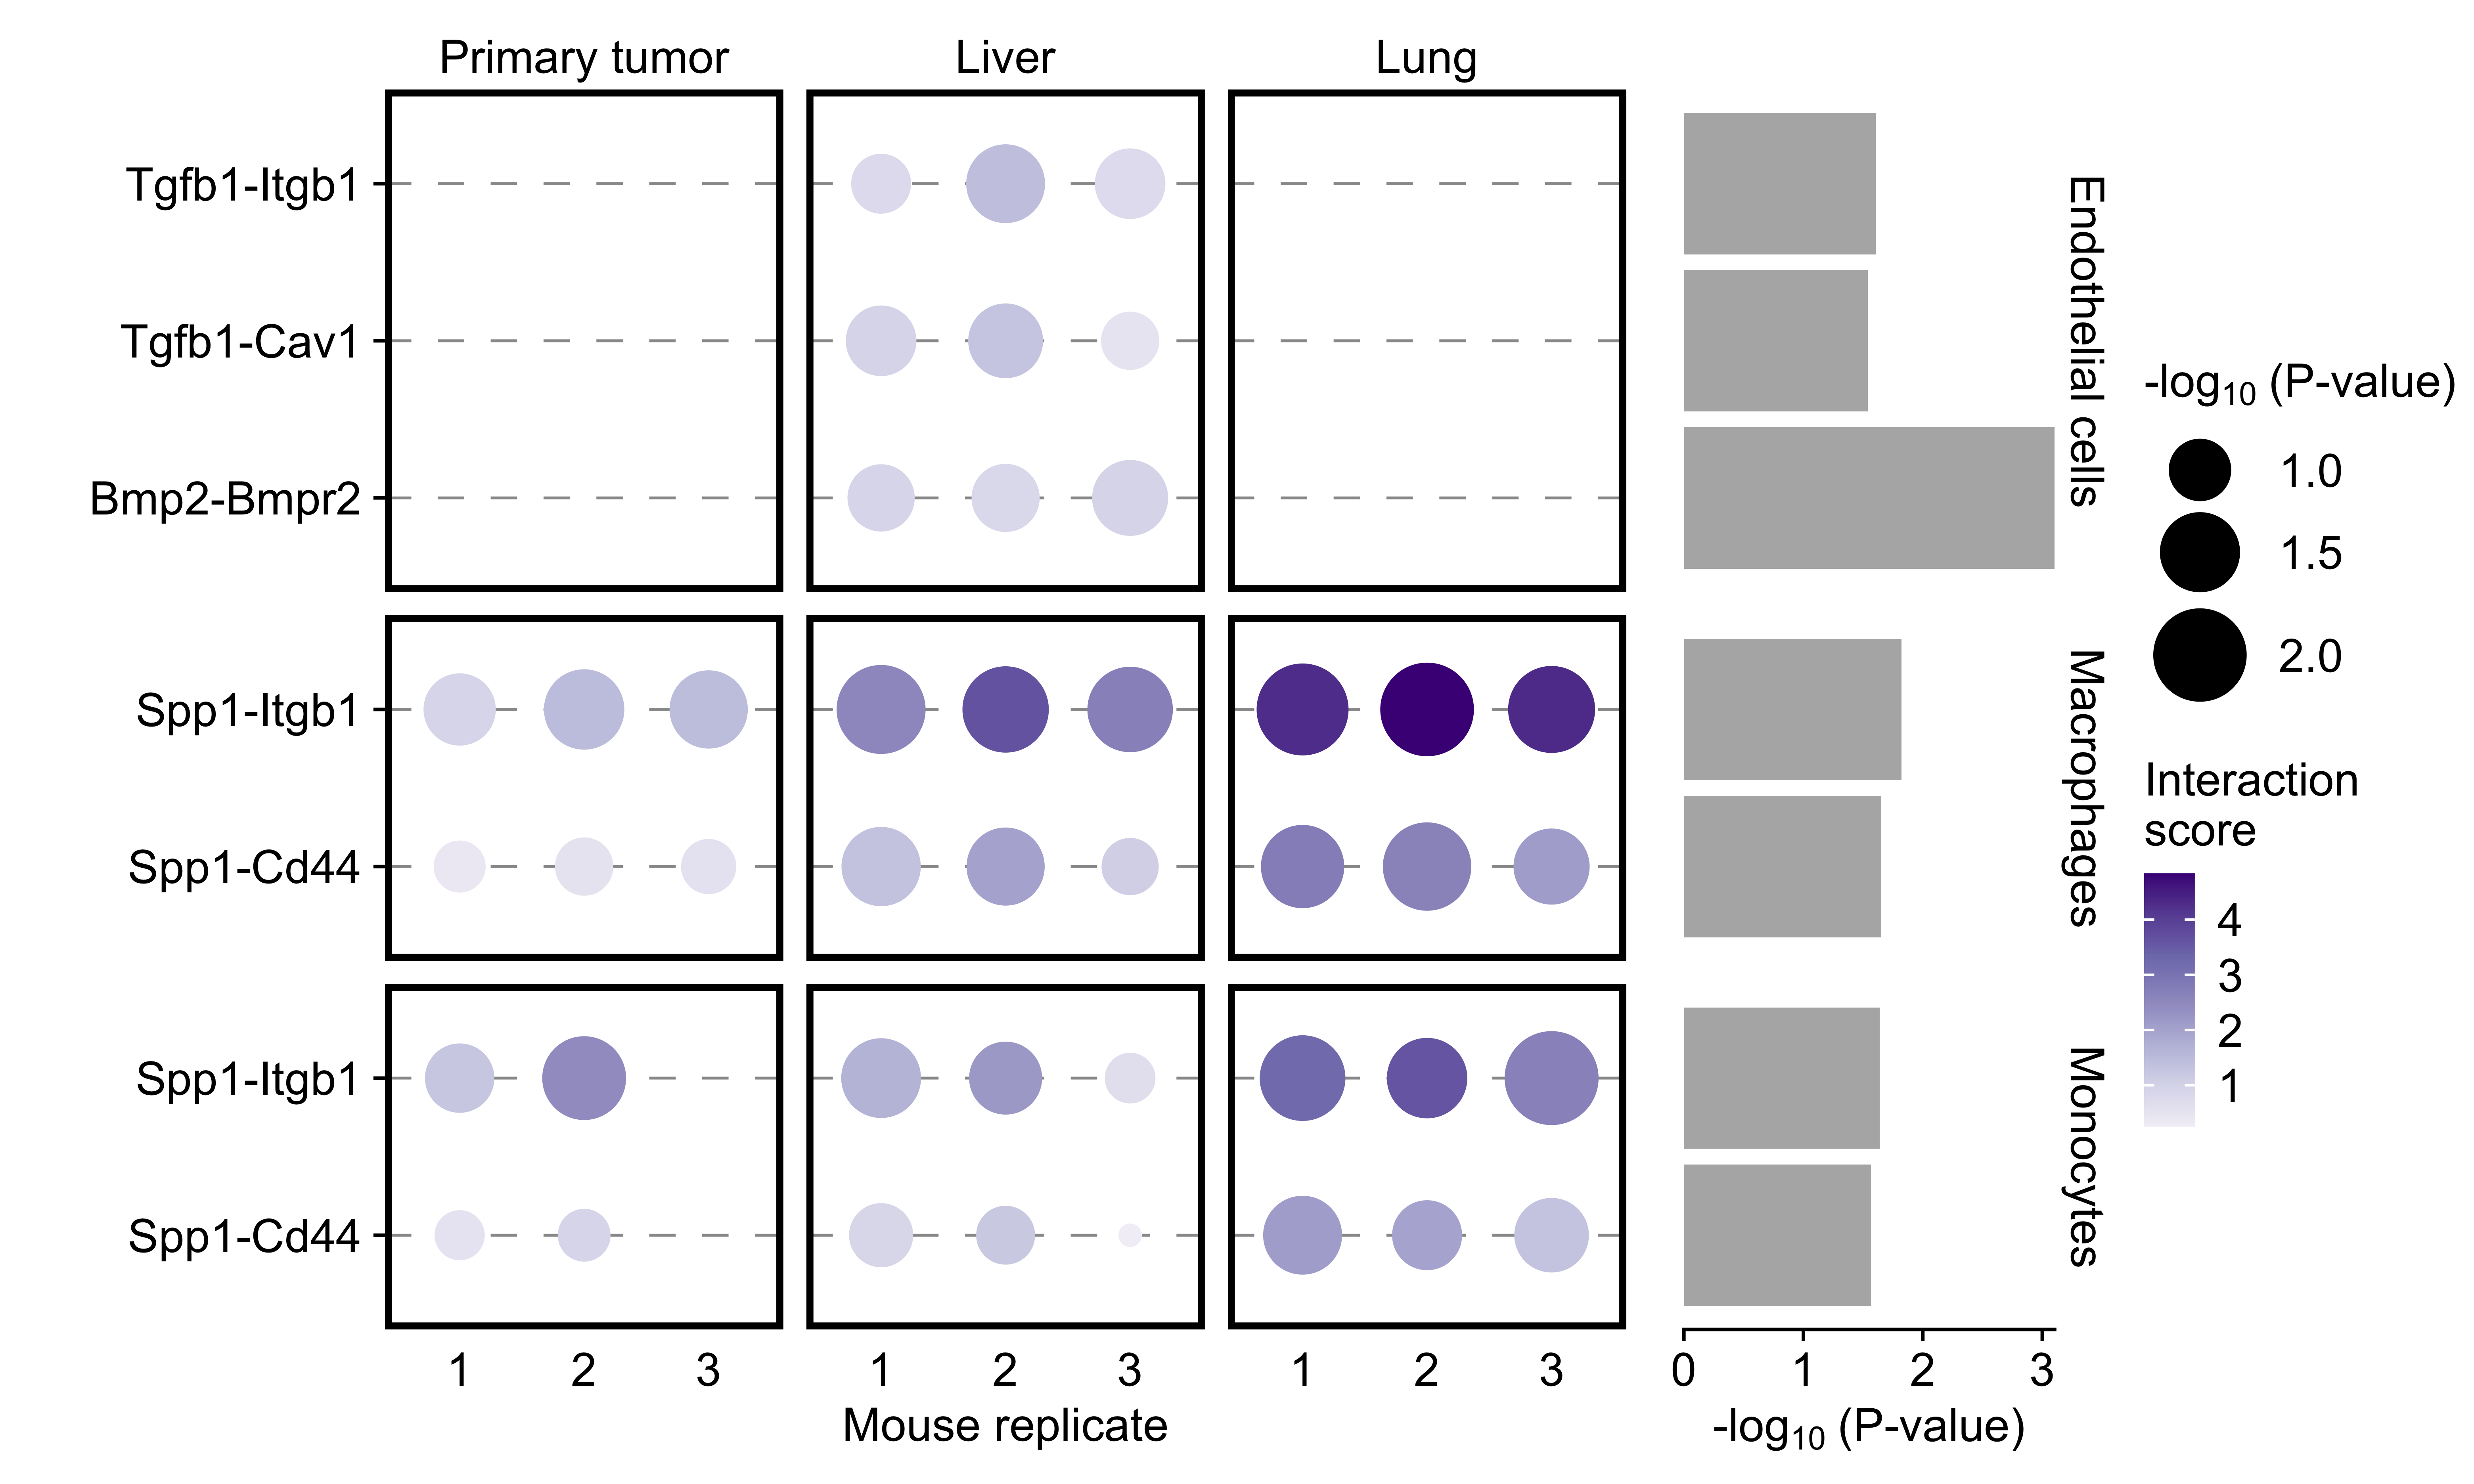 Primary tumor
Liver
Lung
Tgfb1-Itgb1
Tgfb1-Cav1
Bmp2-Bmpr2
Endothelial cells
Spp1-Itgb1
Spp1-Cd44
Macrophages
Spp1-Itgb1
Spp1-Cd44
Monocytes
1 2 3
1 2 3
1 2 3
Mouse replicate
0 1 2 3
-log10 (P-value)
-log10 (P-value)
1.0
1.5
2.0
Interaction
score
4
3
2
1